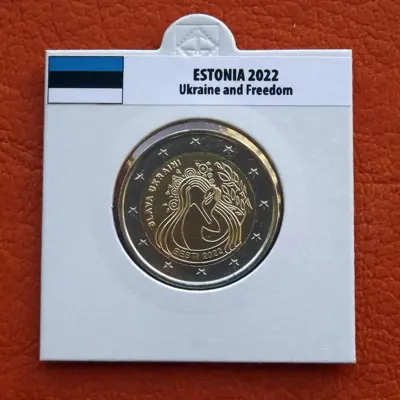 ESTONIA 2022
Ukraine and Freedom
SLAVA UKRAINI
EESTI 2022